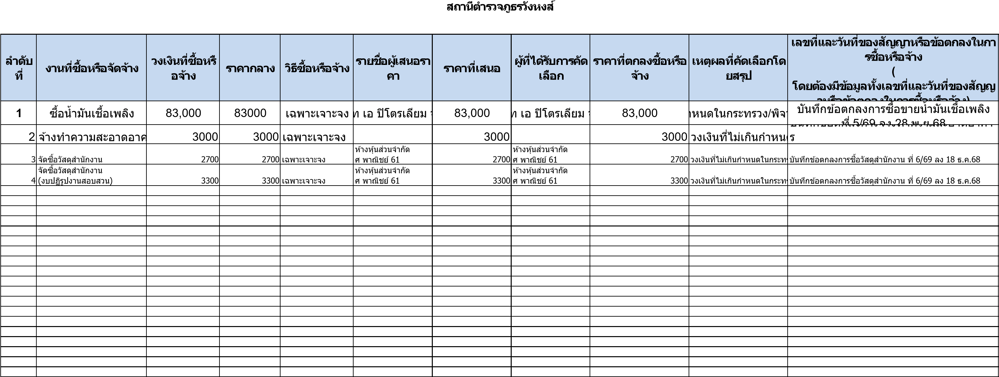 สถานีตำรวจภูธรวังหงส์
ลำดับ
ที่
งานที่ซื้อหรือจัดจ้าง
วงเงินที่ซื้อหรื
อจ้าง
ราคากลาง
วิธีซื้อหรือจ้าง
รายชื่อผู้เสนอรา
คา
ราคาที่เสนอ
ผู้ที่ได้รับการคัด
เลือก
ราคาที่ตกลงซื้อหรือ
จ้าง
เหตุผลที่คัดเลือกโด
ยสรุป
เลขที่และวันที่ของสัญญาหรือข้อตกลงในกา
รซื้อหรือจ้าง
(
โดยต้องมีข้อมูลทั้งเลขที่และวันที่ของสัญญ
าหรือข้อตกลงในการซื้อหรือจ้าง)
1 ซื้อน้ำมันเชื้อเพลิง 83,000 83000 เฉพาะเจาะจง ท เอ ปิโตรเลียม 83,000 ท เอ ปิโตรเลียม 83,000 าหนดในกระทรวง/พิจา
บันทึกข้อตกลงการซื้อขายน้ำมันเชื้อเพลิง
ที่ 5/69 ลง 28 พ.ย.68
2 จ้างทำความสะอาดอาค 3000 3000 เฉพาะเจาะจง 3000 3000 วงเงินที่ไม่เกินกำหนด
3 จัดซื้อวัสดุสำนักงาน 2700 2700 เฉพาะเจาะจง
ห้างหุ้นส่วนจำกัด
ศ พาณิชย์ 61
2700
ห้างหุ้นส่วนจำกัด
ศ พาณิชย์ 61
2700 วงเงินที่ไม่เกินกำหนดในกระท บันทึกข้อตกลงการซื้อวัสดุสำนักงาน ที่ 6/69 ลง 18 ธ.ค.68
4
จัดซื้อวัสดุสำนักงาน
(งบปฏิรูปงานสอบสวน)
3300 3300 เฉพาะเจาะจง
ห้างหุ้นส่วนจำกัด
ศ พาณิชย์ 61
3300
ห้างหุ้นส่วนจำกัด
ศ พาณิชย์ 61
3300 วงเงินที่ไม่เกินกำหนดในกระท บันทึกข้อตกลงการซื้อวัสดุสำนักงาน ที่ 6/69 ลง 18 ธ.ค.68